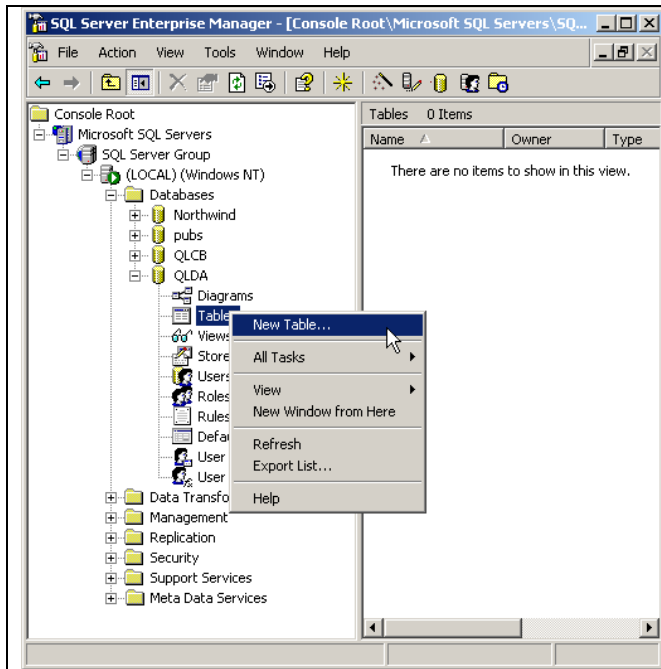 SQL Server Enterprise Manager - [Console Root\Microsoft SQL Servers\SQ...
File Action View Tools Window Help
Console Root
Microsoft SQL Servers
SQL Server Group
(LOCAL) (Windows NT)
Databases
Northwind
pubs
QLCB
QLDA
Diagrams
Table
Views
Store
Users
Roles
Rules
Defau
User
User
Data Transfo
Management
Replication
Security
Support Services
Meta Data Services
New Table...
All Tasks
View
New Window from Here
Refresh
Export List...
Help
Tables 0 Items
Name Owner Type
There are no items to show in this view.